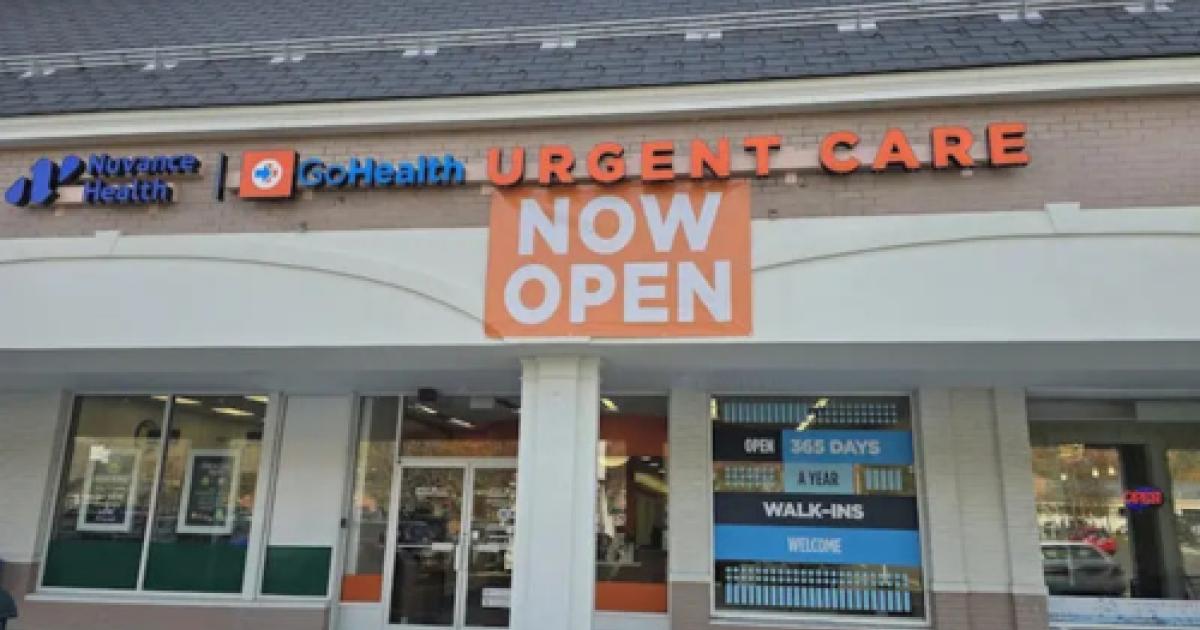 Nuvance
Health
GoHealth URGENT CARE
NOW
OPEN
OPEN 365 DAYS
A YEAR
WALK-INS
WELCOME
OPEN